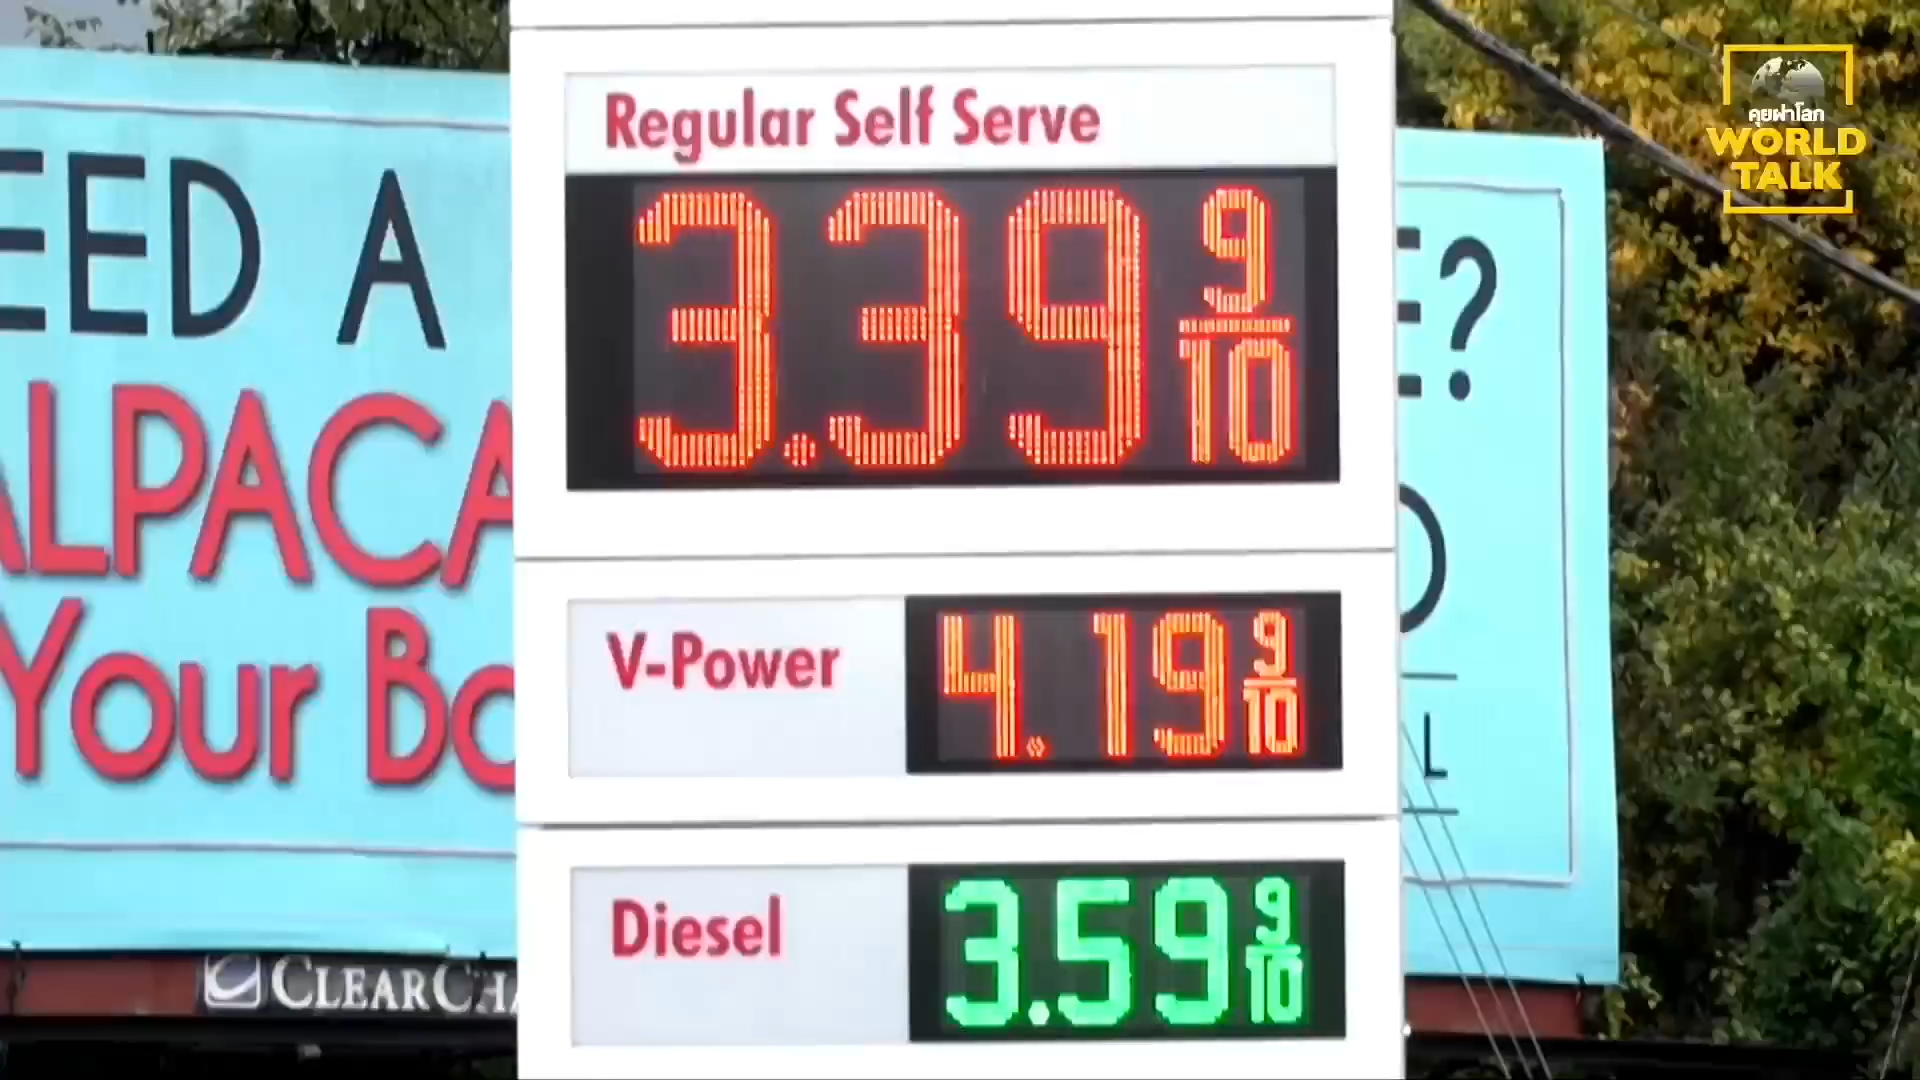 Regular Self Serve
3.39 9/10
V-Power
4.19 9/10
Diesel
3.59 9/10
EED A
ALPACA
Your Bo
E?
L
CLEARCHA
คุยผ่าโลก
WORLD
TALK